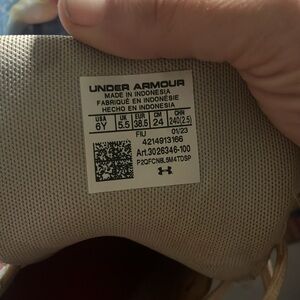 UNDER ARMOUR
MADE IN INDONESIA
FABRIQUÉ EN INDONÉSIE
HECHO EN INDONESIA
USA UK EUR CM CHN
6Y 5.5 38.5 24 240(2.5)
FIJ 01/23
4214913166
Art.3026346-100
P2QFCN8L6M4TDSP